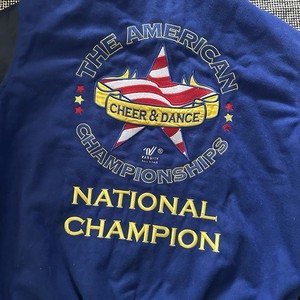 THE AMERICAN
CHEER & DANCE
CHAMPIONSHIPS
NATIONAL
CHAMPION